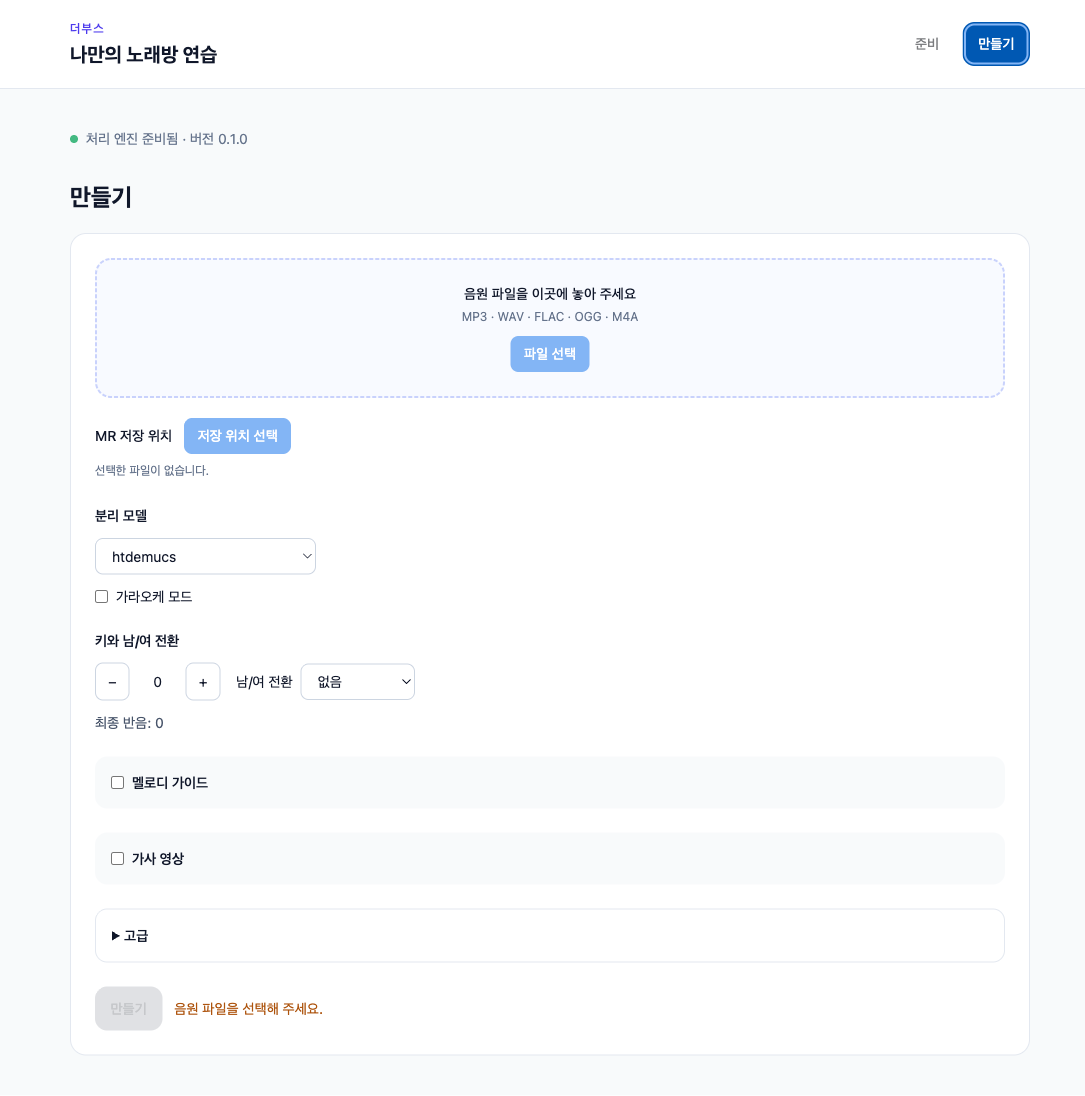 더부스
나만의 노래방 연습
준비
만들기
처리 엔진 준비됨 · 버전 0.1.0
만들기
음원 파일을 이곳에 놓아 주세요
MP3 · WAV · FLAC · OGG · M4A
파일 선택
MR 저장 위치 저장 위치 선택
선택한 파일이 없습니다.
분리 모델
htdemucs
가라오케 모드
키와 남/여 전환
− 0 + 남/여 전환 없음
최종 반음: 0
멜로디 가이드
가사 영상
▶ 고급
만들기 음원 파일을 선택해 주세요.